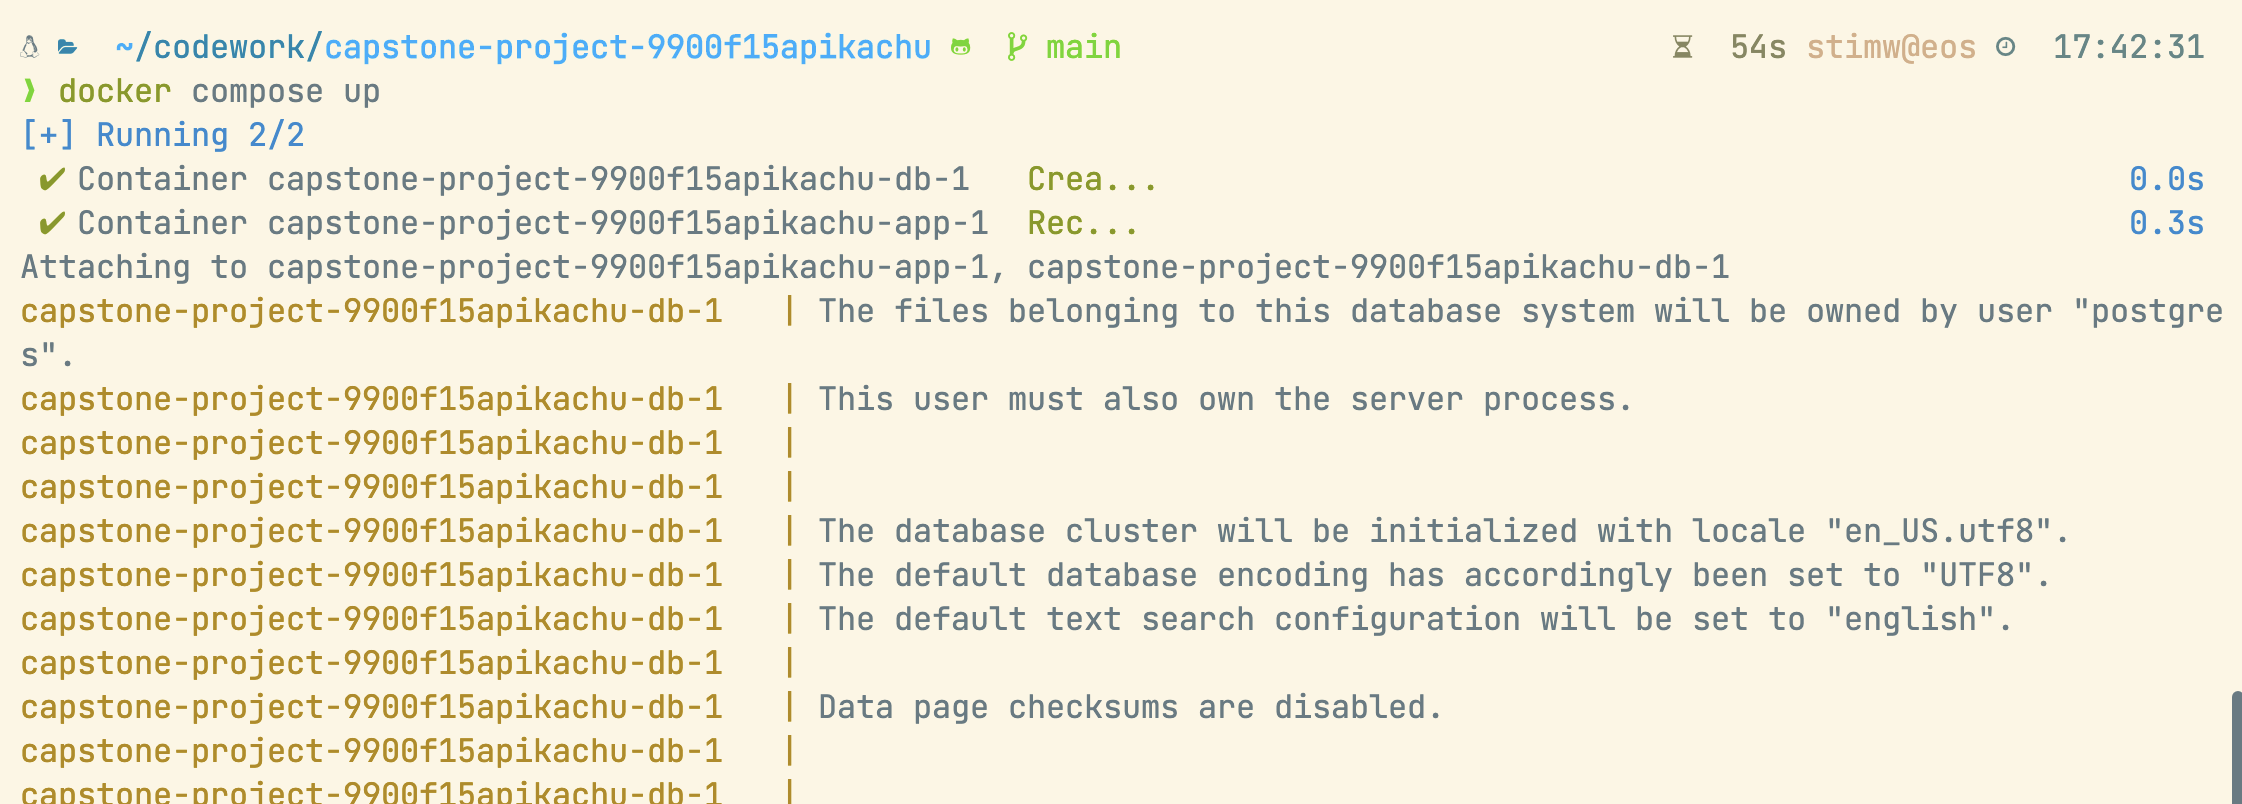 ~/codework/capstone-project-9900f15apikachu main 54s stimw@eos 17:42:31
❱ docker compose up
[+] Running 2/2
✔ Container capstone-project-9900f15apikachu-db-1 Crea... 0.0s
✔ Container capstone-project-9900f15apikachu-app-1 Rec... 0.3s
Attaching to capstone-project-9900f15apikachu-app-1, capstone-project-9900f15apikachu-db-1
capstone-project-9900f15apikachu-db-1 | The files belonging to this database system will be owned by user "postgre
s".
capstone-project-9900f15apikachu-db-1 | This user must also own the server process.
capstone-project-9900f15apikachu-db-1 |
capstone-project-9900f15apikachu-db-1 |
capstone-project-9900f15apikachu-db-1 | The database cluster will be initialized with locale "en_US.utf8".
capstone-project-9900f15apikachu-db-1 | The default database encoding has accordingly been set to "UTF8".
capstone-project-9900f15apikachu-db-1 | The default text search configuration will be set to "english".
capstone-project-9900f15apikachu-db-1 |
capstone-project-9900f15apikachu-db-1 | Data page checksums are disabled.
capstone-project-9900f15apikachu-db-1 |
capstone-project-9900f15apikachu-db-1 |